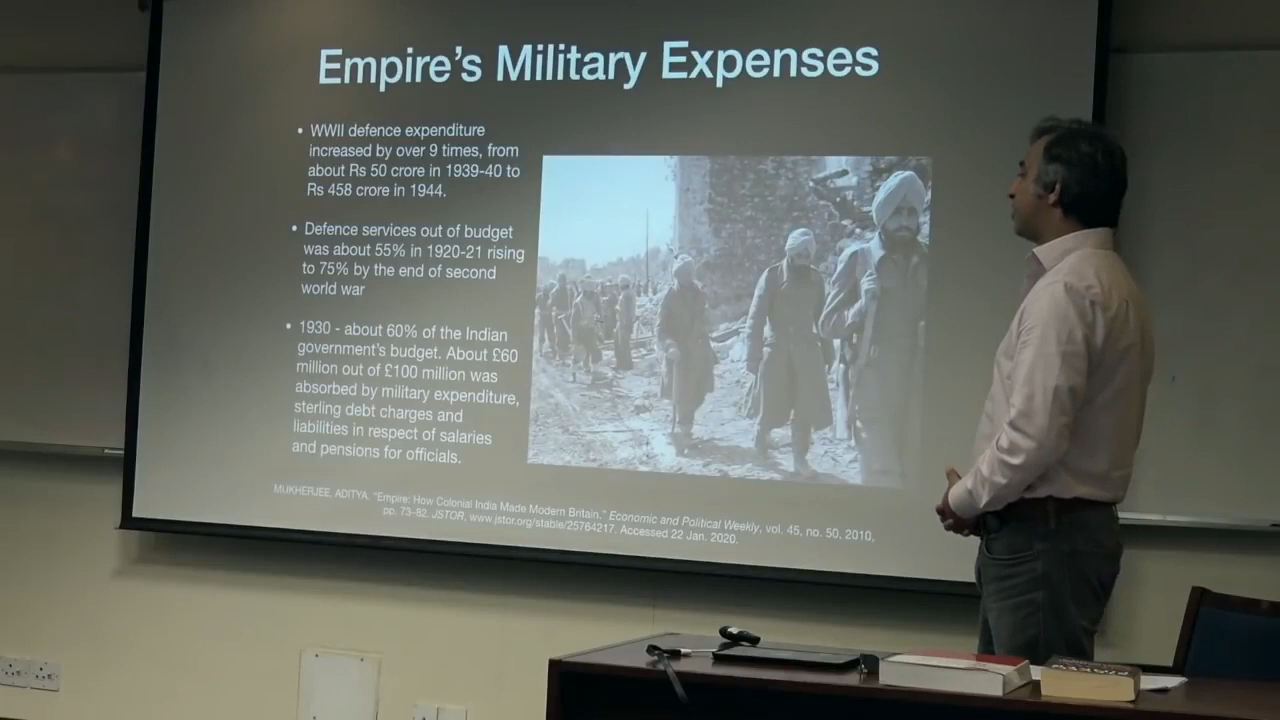 Empire's Military Expenses
• WWII defence expenditure
increased by over 9 times, from
about Rs 50 crore in 1939-40 to
Rs 458 crore in 1944.
• Defence services out of budget
was about 55% in 1920-21 rising
to 75% by the end of second
world war
• 1930 - about 60% of the Indian
government's budget. About £60
million out of £100 million was
absorbed by military expenditure,
sterling debt charges and
liabilities in respect of salaries
and pensions for officials.
MUKHERJEE, ADITYA. "Empire: How Colonial India Made Modern Britain." Economic and Political Weekly, vol. 45, no. 50, 2010,
pp. 73–82. JSTOR, www.jstor.org/stable/25764217. Accessed 22 Jan. 2020.